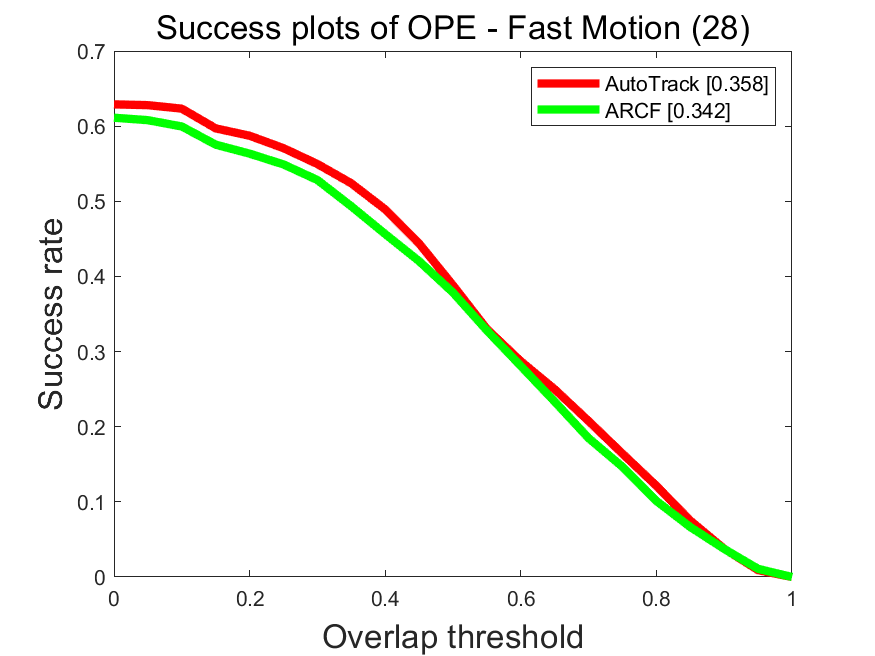 Success plots of OPE - Fast Motion (28)
AutoTrack [0.358]
ARCF [0.342]
Success rate
0.7
0.6
0.5
0.4
0.3
0.2
0.1
0
0 0.2 0.4 0.6 0.8 1
Overlap threshold